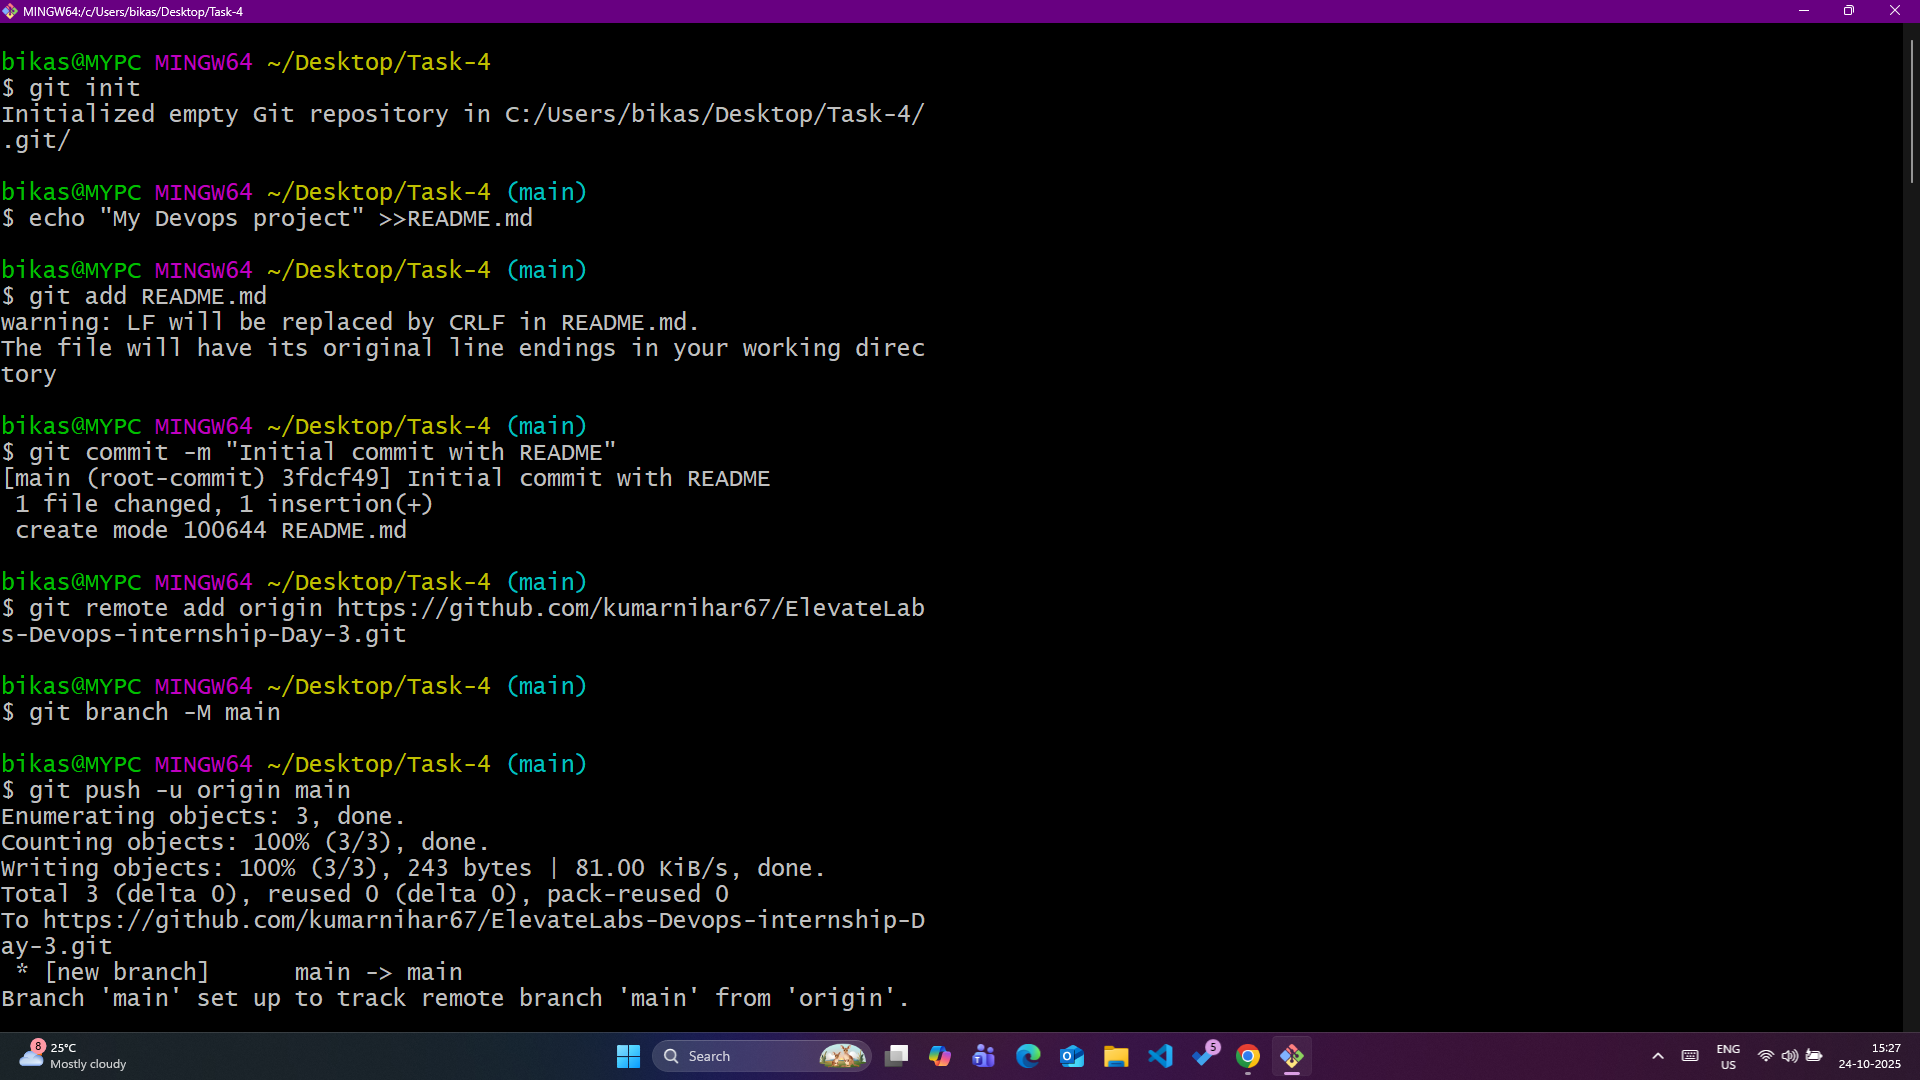 MINGW64:/c/Users/bikas/Desktop/Task-4
bikas@MYPC MINGW64 ~/Desktop/Task-4
$ git init
Initialized empty Git repository in C:/Users/bikas/Desktop/Task-4/
.git/
bikas@MYPC MINGW64 ~/Desktop/Task-4 (main)
$ echo "My Devops project" >>README.md
bikas@MYPC MINGW64 ~/Desktop/Task-4 (main)
$ git add README.md
warning: LF will be replaced by CRLF in README.md.
The file will have its original line endings in your working direc
tory
bikas@MYPC MINGW64 ~/Desktop/Task-4 (main)
$ git commit -m "Initial commit with README"
[main (root-commit) 3fdcf49] Initial commit with README
 1 file changed, 1 insertion(+)
 create mode 100644 README.md
bikas@MYPC MINGW64 ~/Desktop/Task-4 (main)
$ git remote add origin https://github.com/kumarnihar67/ElevateLab
s-Devops-internship-Day-3.git
bikas@MYPC MINGW64 ~/Desktop/Task-4 (main)
$ git branch -M main
bikas@MYPC MINGW64 ~/Desktop/Task-4 (main)
$ git push -u origin main
Enumerating objects: 3, done.
Counting objects: 100% (3/3), done.
Writing objects: 100% (3/3), 243 bytes | 81.00 KiB/s, done.
Total 3 (delta 0), reused 0 (delta 0), pack-reused 0
To https://github.com/kumarnihar67/ElevateLabs-Devops-internship-D
ay-3.git
 * [new branch]      main -> main
Branch 'main' set up to track remote branch 'main' from 'origin'.
8
25°C
Mostly cloudy
Search
5
ENG
US
15:27
24-10-2025